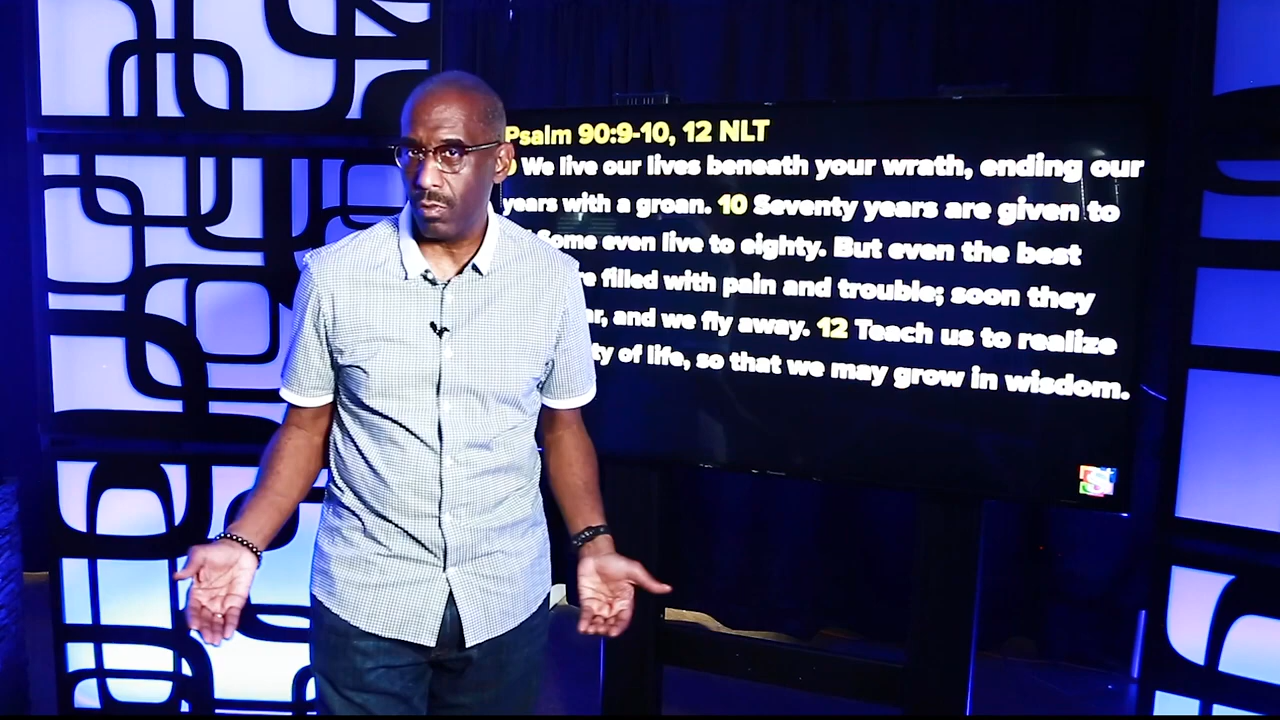 Psalm 90:9-10, 12 NLT
We live our lives beneath your wrath, ending our
years with a groan. 10 Seventy years are given to
Some even live to eighty. But even the best
filled with pain and trouble; soon they
and we fly away. 12 Teach us to realize
of life, so that we may grow in wisdom.